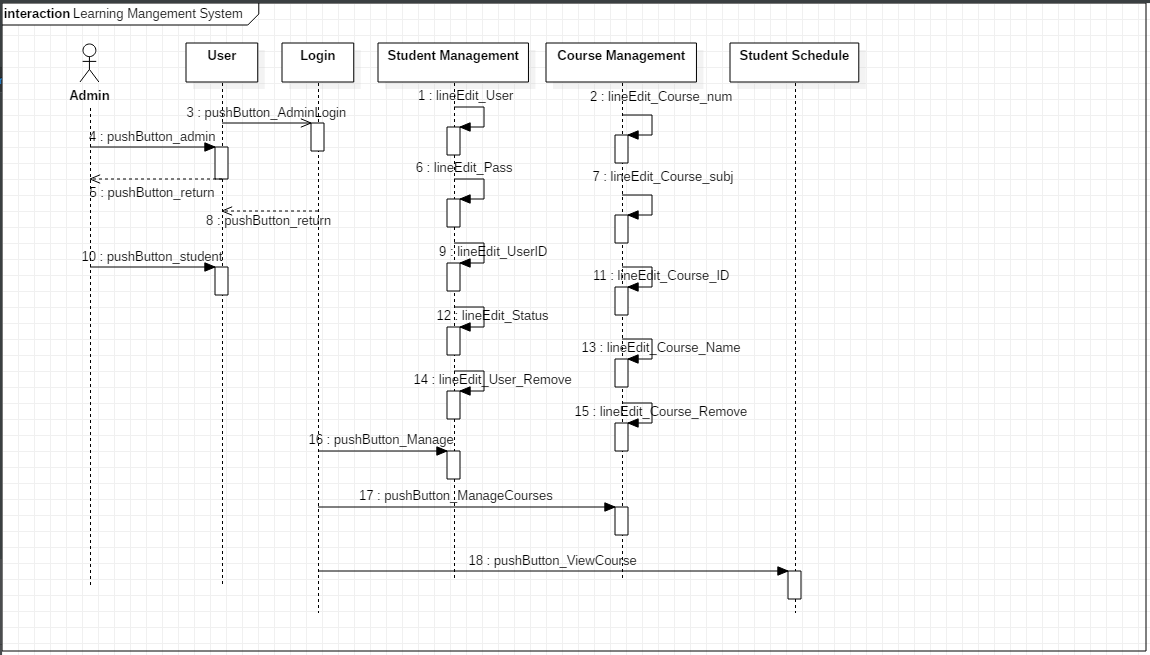 interaction Learning Mangement System
Admin
User
Login
Student Management
Course Management
Student Schedule
1 : lineEdit_User
2 : lineEdit_Course_num
3 : pushButton_AdminLogin
4 : pushButton_admin
5 : pushButton_return
6 : lineEdit_Pass
7 : lineEdit_Course_subj
8 : pushButton_return
9 : lineEdit_UserID
10 : pushButton_student
11 : lineEdit_Course_ID
12 : lineEdit_Status
13 : lineEdit_Course_Name
14 : lineEdit_User_Remove
15 : lineEdit_Course_Remove
16 : pushButton_Manage
17 : pushButton_ManageCourses
18 : pushButton_ViewCourse